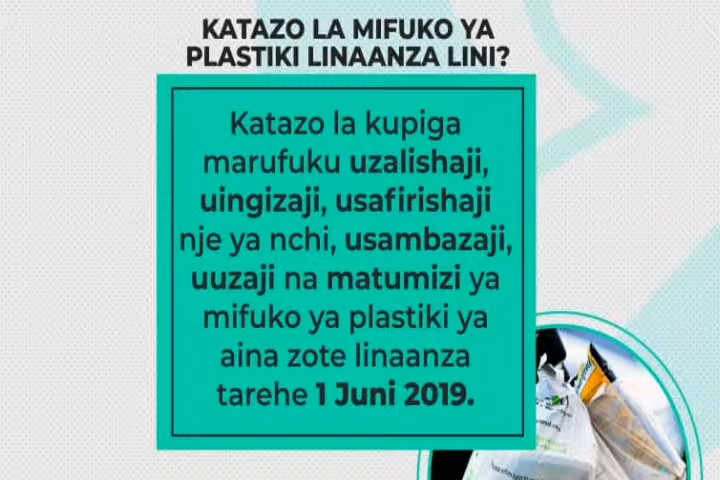 KATAZO LA MIFUKO YA
PLASTIKI LINAANZA LINI?
Katazo la kupiga
marufuku uzalishaji,
uingizaji, usafirishaji
nje ya nchi, usambazaji,
uuzaji na matumizi ya
mifuko ya plastiki ya
aina zote linaanza
tarehe 1 Juni 2019.